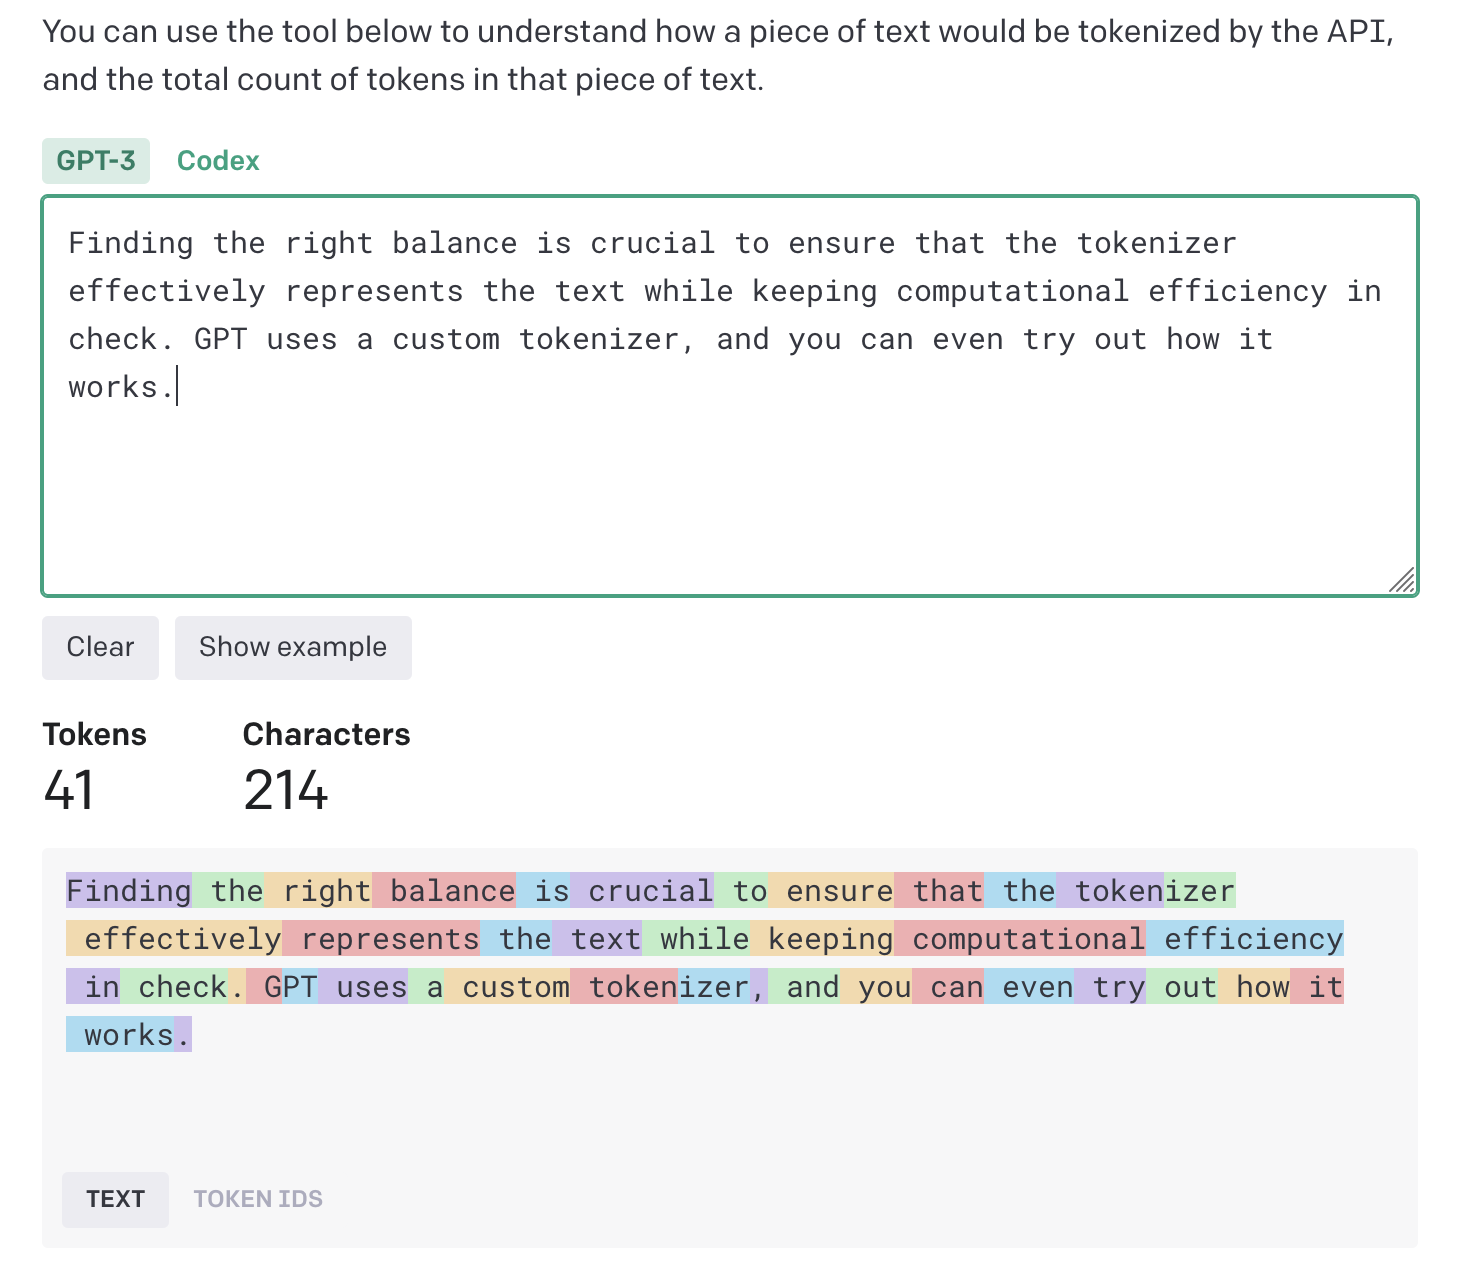 You can use the tool below to understand how a piece of text would be tokenized by the API,
and the total count of tokens in that piece of text.
GPT-3 Codex
Finding the right balance is crucial to ensure that the tokenizer
effectively represents the text while keeping computational efficiency in
check. GPT uses a custom tokenizer, and you can even try out how it
works.
Clear Show example
Tokens Characters
41 214
Finding the right balance is crucial to ensure that the tokenizer
effectively represents the text while keeping computational efficiency
in check. GPT uses a custom tokenizer, and you can even try out how it
works.
TEXT TOKEN IDS